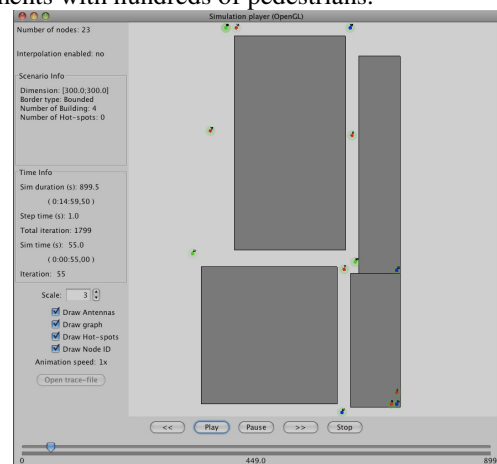 ments with hundreds of pedestrians.
Simulation player (OpenGL)
Number of nodes: 23
Interpolation enabled: no
Scenario Info
Dimension: [300.0;300.0]
Border type: Bounded
Number of Building: 4
Number of Hot-spots: 0
Time Info
Sim duration (s): 899.5
( 0:14:59,50 )
Step time (s): 1.0
Total iteration: 1799
Sim time (s): 55.0
( 0:00:55,00 )
Iteration: 55
Scale: 3
Draw Antennas
Draw graph
Draw Hot-spots
Draw Node ID
Animation speed: 1x
Open trace-file
<< Play Pause >> Stop
0 449.0 899